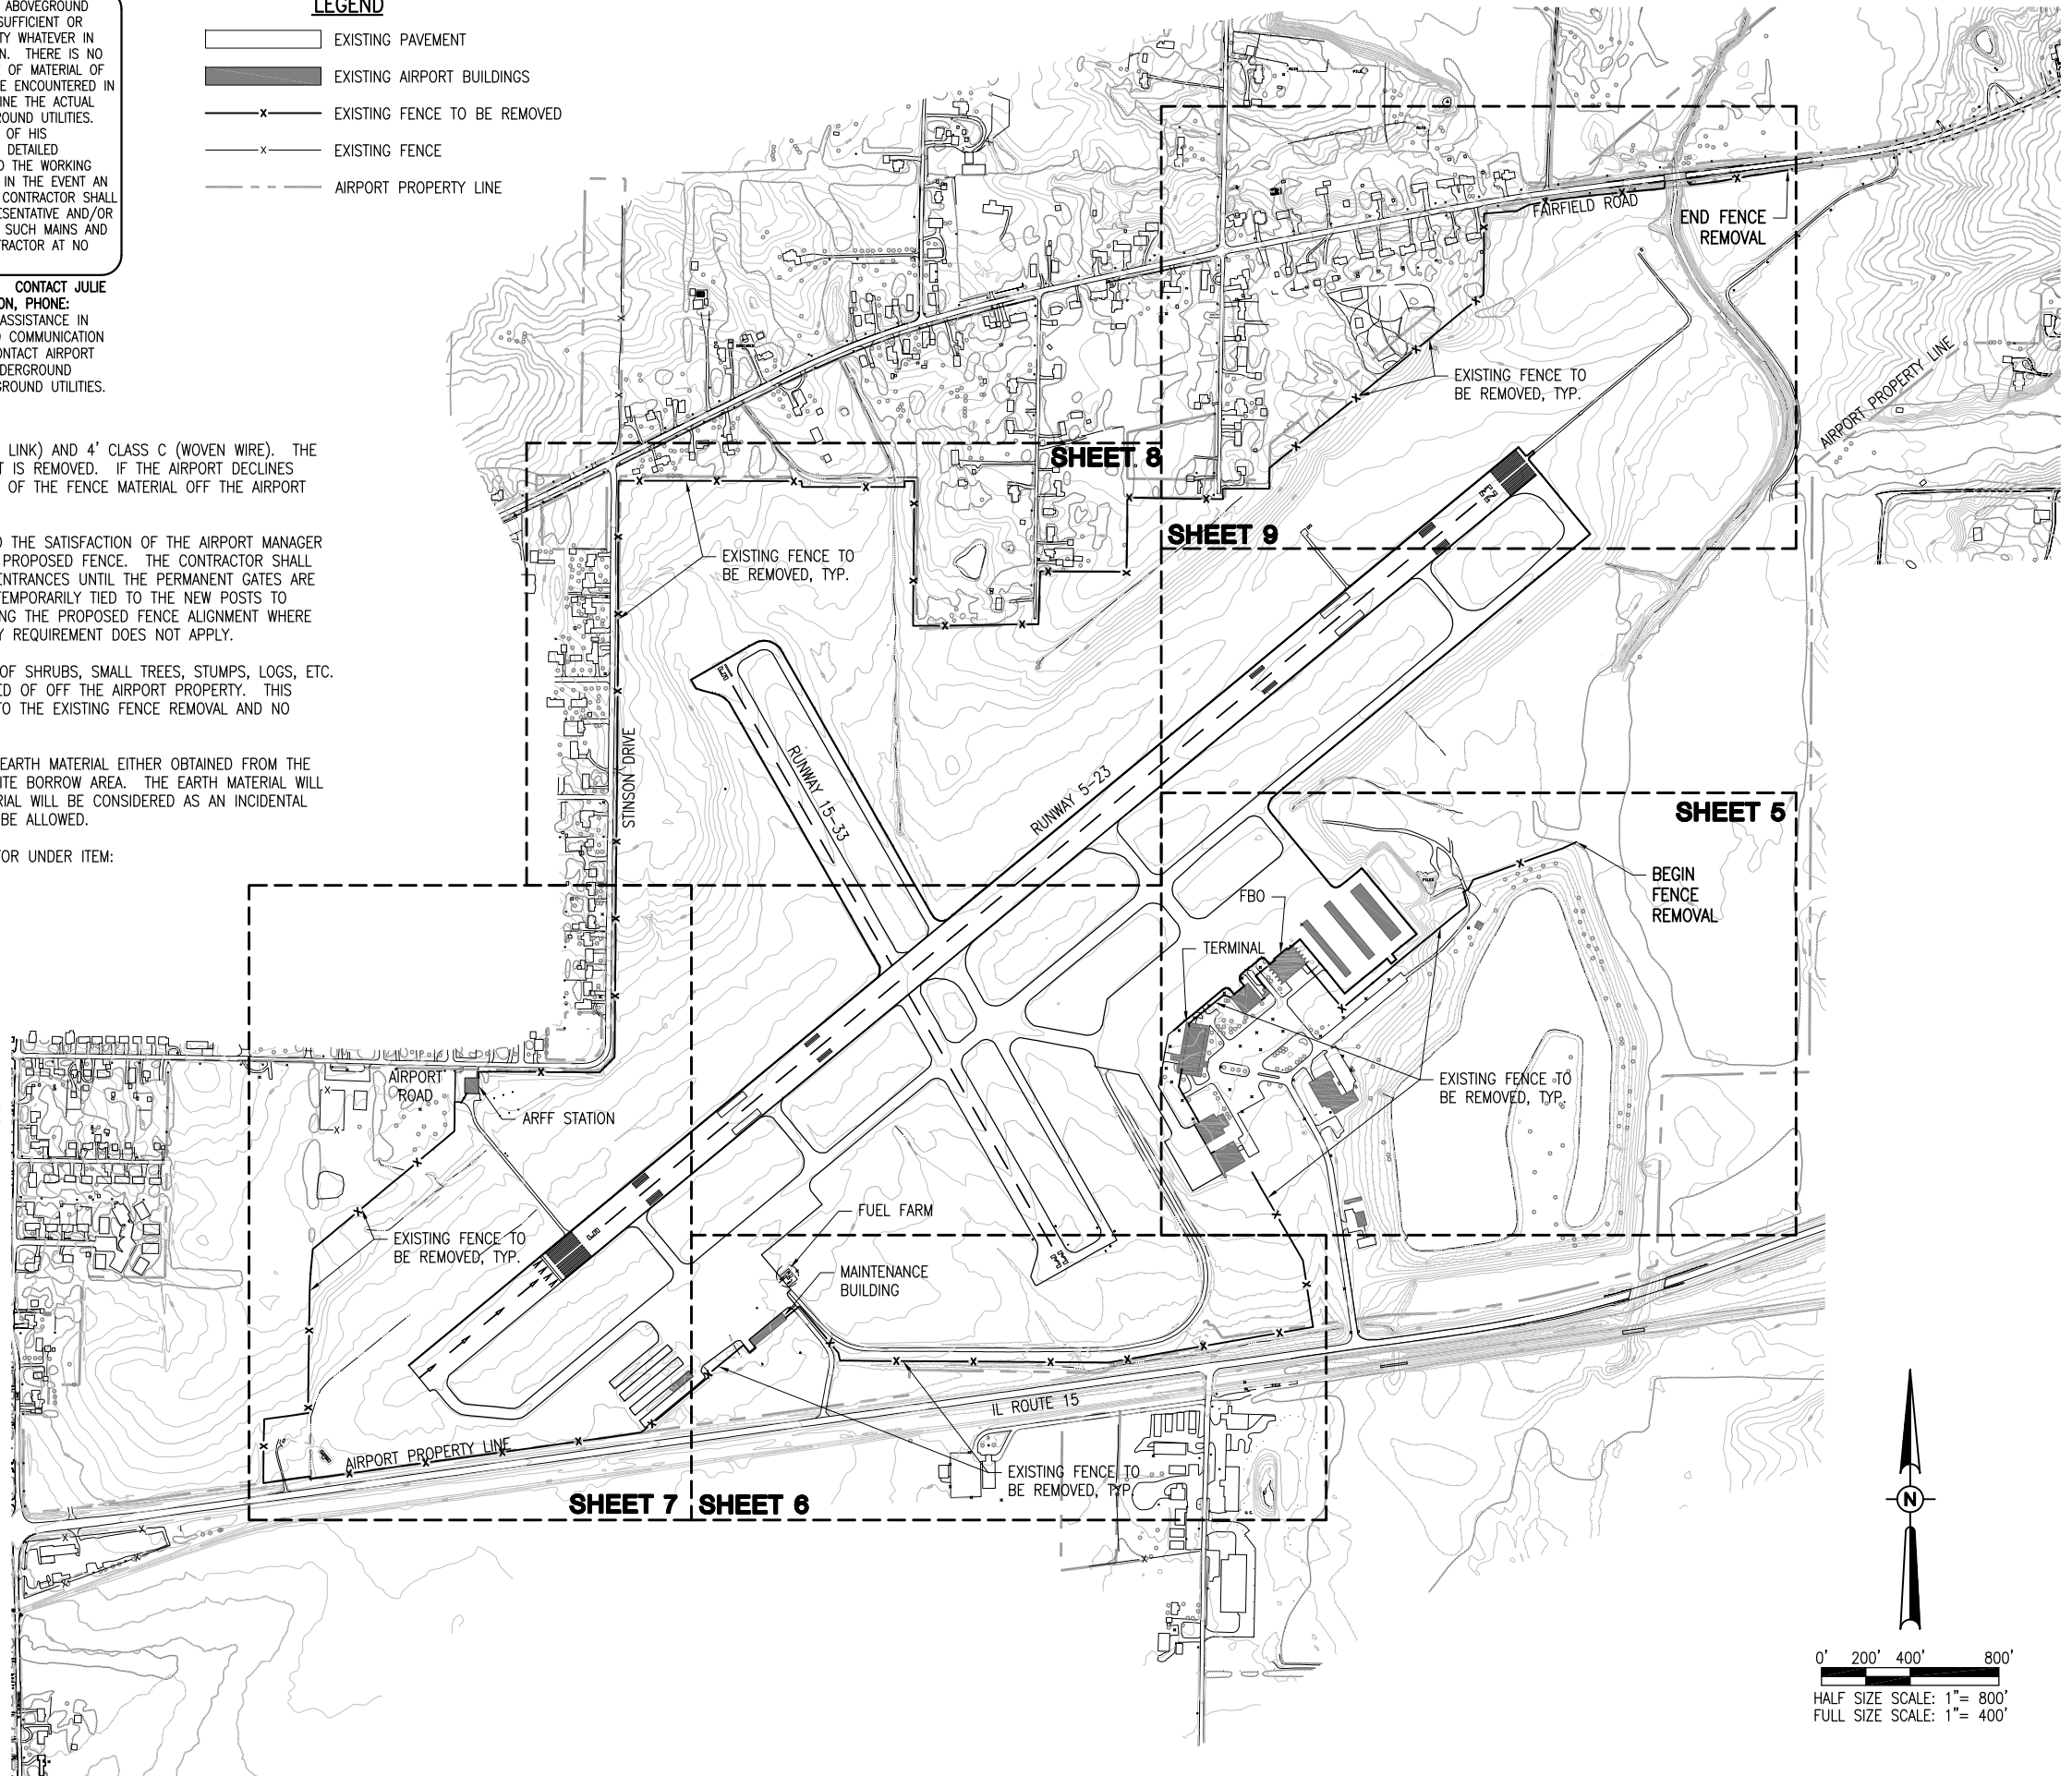 ABOVEGROUND
SUFFICIENT OR
TY WHATEVER IN
N. THERE IS NO
E OF MATERIAL OF
E ENCOUNTERED IN
INE THE ACTUAL
ROUND UTILITIES.
OF HIS
DETAILED
D THE WORKING
IN THE EVENT AN
CONTRACTOR SHALL
RESENTATIVE AND/OR
SUCH MAINS AND
TRACTOR AT NO
CONTACT JULIE
ON, PHONE:
ASSISTANCE IN
D COMMUNICATION
ONTACT AIRPORT
DERGROUND
GROUND UTILITIES.
LINK) AND 4' CLASS C (WOVEN WIRE). THE
T IS REMOVED. IF THE AIRPORT DECLINES
OF THE FENCE MATERIAL OFF THE AIRPORT
O THE SATISFACTION OF THE AIRPORT MANAGER
PROPOSED FENCE. THE CONTRACTOR SHALL
ENTRANCES UNTIL THE PERMANENT GATES ARE
TEMPORARILY TIED TO THE NEW POSTS TO
NG THE PROPOSED FENCE ALIGNMENT WHERE
Y REQUIREMENT DOES NOT APPLY.
OF SHRUBS, SMALL TREES, STUMPS, LOGS, ETC.
ED OF OFF THE AIRPORT PROPERTY. THIS
TO THE EXISTING FENCE REMOVAL AND NO
EARTH MATERIAL EITHER OBTAINED FROM THE
ITE BORROW AREA. THE EARTH MATERIAL WILL
RIAL WILL BE CONSIDERED AS AN INCIDENTAL
BE ALLOWED.
TOR UNDER ITEM:
LEGEND
EXISTING PAVEMENT
EXISTING AIRPORT BUILDINGS
EXISTING FENCE TO BE REMOVED
EXISTING FENCE
AIRPORT PROPERTY LINE
FAIRFIELD ROAD
END FENCE
REMOVAL
EXISTING FENCE TO
BE REMOVED, TYP.
AIRPORT PROPERTY LINE
SHEET 8
SHEET 9
23
EXISTING FENCE TO
BE REMOVED, TYP.
15
STINSON DRIVE
RUNWAY 15-33
RUNWAY 5-23
SHEET 5
BEGIN
FENCE
REMOVAL
FBO
TERMINAL
AIRPORT
ROAD
ARFF STATION
EXISTING FENCE TO
BE REMOVED, TYP.
EXISTING FENCE TO
BE REMOVED, TYP.
5
FUEL FARM
33
MAINTENANCE
BUILDING
IL ROUTE 15
AIRPORT PROPERTY LINE
EXISTING FENCE TO
BE REMOVED, TYP.
SHEET 7
SHEET 6
N
0' 200' 400' 800'
HALF SIZE SCALE: 1"= 800'
FULL SIZE SCALE: 1"= 400'